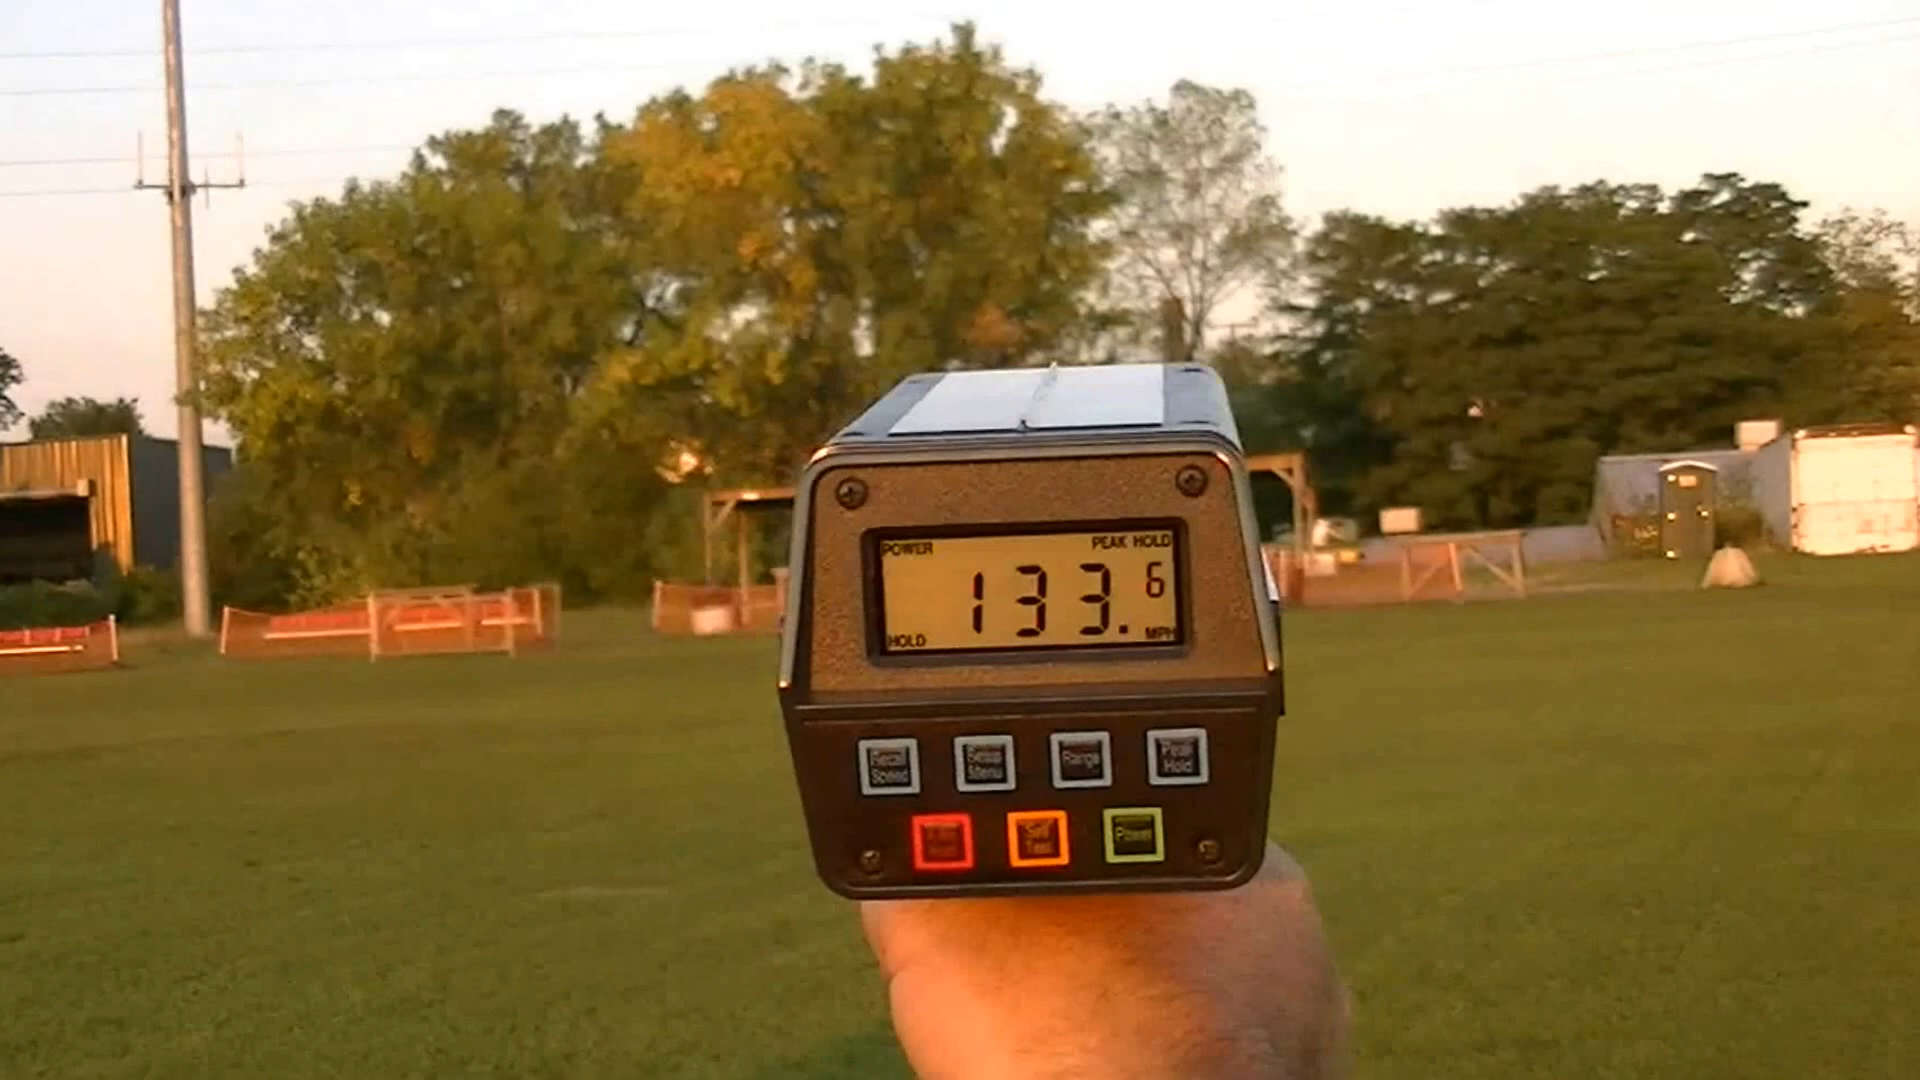 POWER PEAK HOLD
133.6
HOLD MPH
Recall Speed
Setup Menu
Range
Peak Hold
Self Test
Power